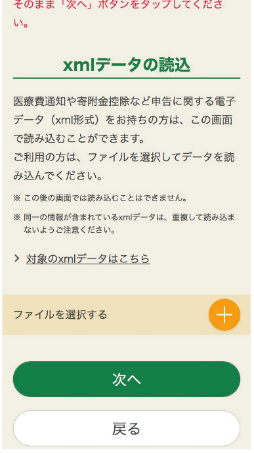 そのまま「次へ」ボタンをタップしてくださ
い。
xmlデータの読込
医療費通知や寄附金控除など申告に関する電子
データ（xml形式）をお持ちの方は、この画面
で読み込むことができます。
ご利用の方は、ファイルを選択してデータを読
み込んでください。
※ この後の画面では読み込むことはできません。
※ 同一の情報が含まれているxmlデータは、重複して読み込ま
ないようご注意ください。
> 対象のxmlデータはこちら
ファイルを選択する
次へ
戻る